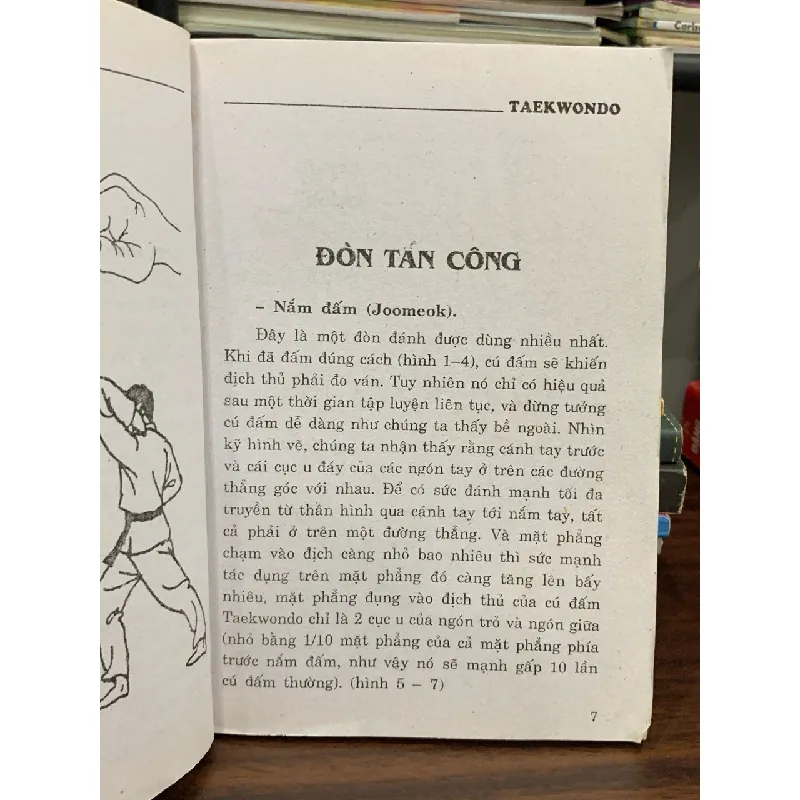 TAEKWONDO
ĐÒN TẤN CÔNG
– Nắm đấm (Joomeok).
Đây là một đòn đánh được dùng nhiều nhất.
Khi đã đấm đúng cách (hình 1–4), cú đấm sẽ khiến
địch thủ phải đo ván. Tuy nhiên nó chỉ có hiệu quả
sau một thời gian tập luyện liên tục, và đừng tưởng
cú đấm dễ dàng như chúng ta thấy bề ngoài. Nhìn
kỹ hình vẽ, chúng ta nhận thấy rằng cánh tay trước
và cái cục u đáy của các ngón tay ở trên các đường
thẳng góc với nhau. Để có sức đánh mạnh tối đa
truyền từ thân hình qua cánh tay tới nắm tay, tất
cả phải ở trên một đường thẳng. Và mặt phẳng
chạm vào địch càng nhỏ bao nhiêu thì sức mạnh
tác dụng trên mặt phẳng đó càng tăng lên bấy
nhiêu, mặt phẳng đụng vào địch thủ của cú đấm
Taekwondo chỉ là 2 cục u của ngón trỏ và ngón giữa
(nhỏ bằng 1/10 mặt phẳng của cả mặt phẳng phía
trước nắm đấm, như vậy nó sẽ mạnh gấp 10 lần
cú đấm thường). (hình 5 – 7)
7